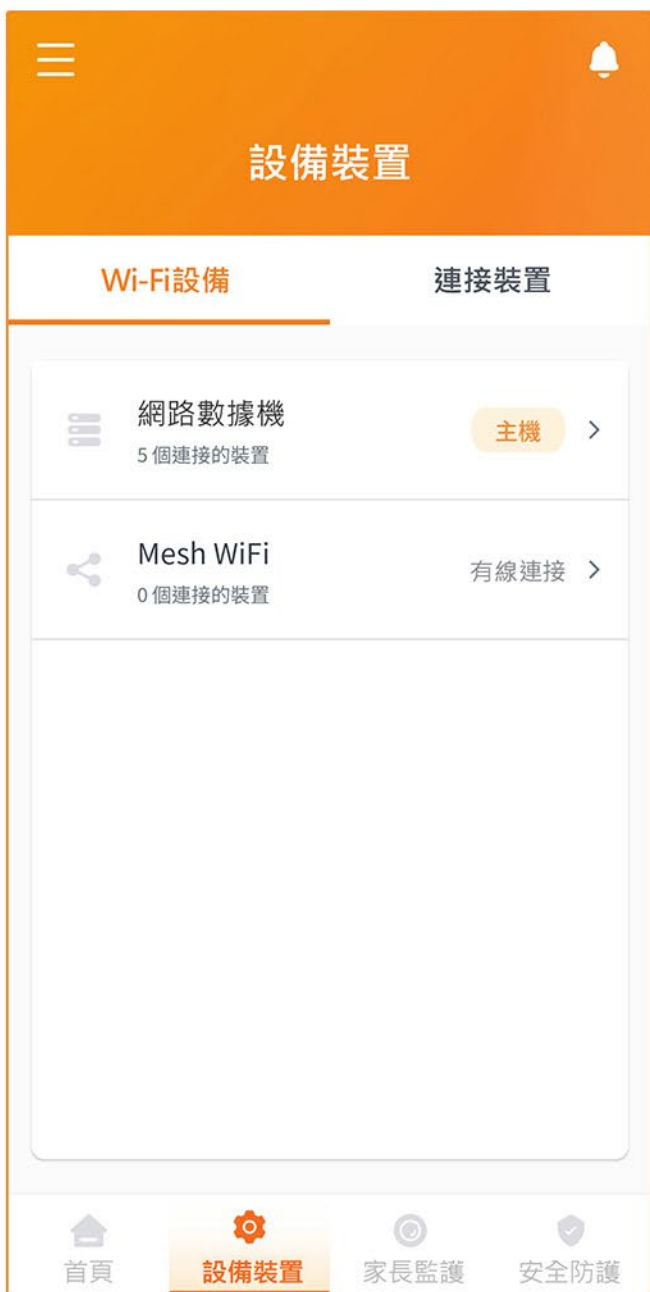 設備裝置
Wi-Fi設備
連接裝置
網路數據機
5 個連接的裝置
主機
Mesh WiFi
0 個連接的裝置
有線連接
首頁
設備裝置
家長監護
安全防護